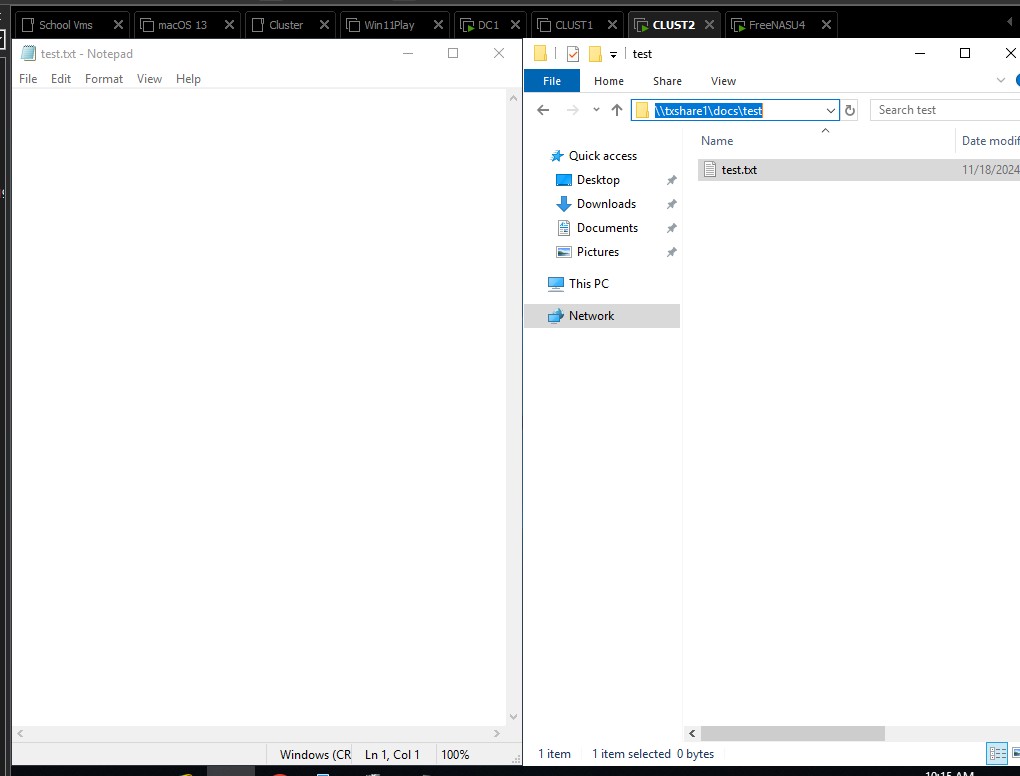 School Vms macOS 13 Cluster Win11Play DC1 CLUST1 CLUST2 FreeNASU4
test.txt - Notepad
File Edit Format View Help
Windows (CR Ln 1, Col 1 100%
test
File Home Share View
\\txshare1\docs\test
Search test
Quick access
Desktop
Downloads
Documents
Pictures
This PC
Network
Name Date modif
test.txt 11/18/2024
1 item 1 item selected 0 bytes
10:15 AM